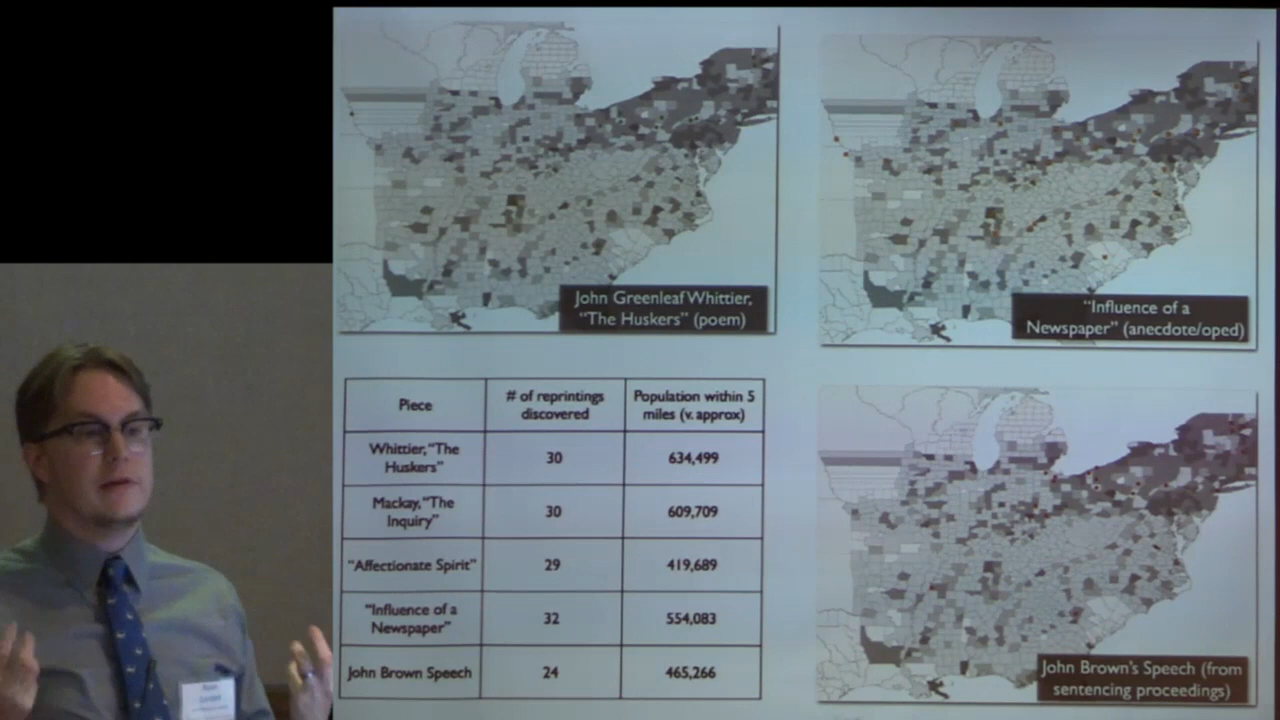 John Greenleaf Whittier,
"The Huskers" (poem)
"Influence of a
Newspaper" (anecdote/oped)
Piece
# of reprintings
discovered
Population within 5
miles (v. approx)
Whittier, "The
Huskers"
30
634,499
Mackay, "The
Inquiry"
30
609,709
"Affectionate Spirit"
29
419,689
"Influence of a
Newspaper"
32
554,083
John Brown Speech
24
465,266
John Brown's Speech (from
sentencing proceedings)
Ryan